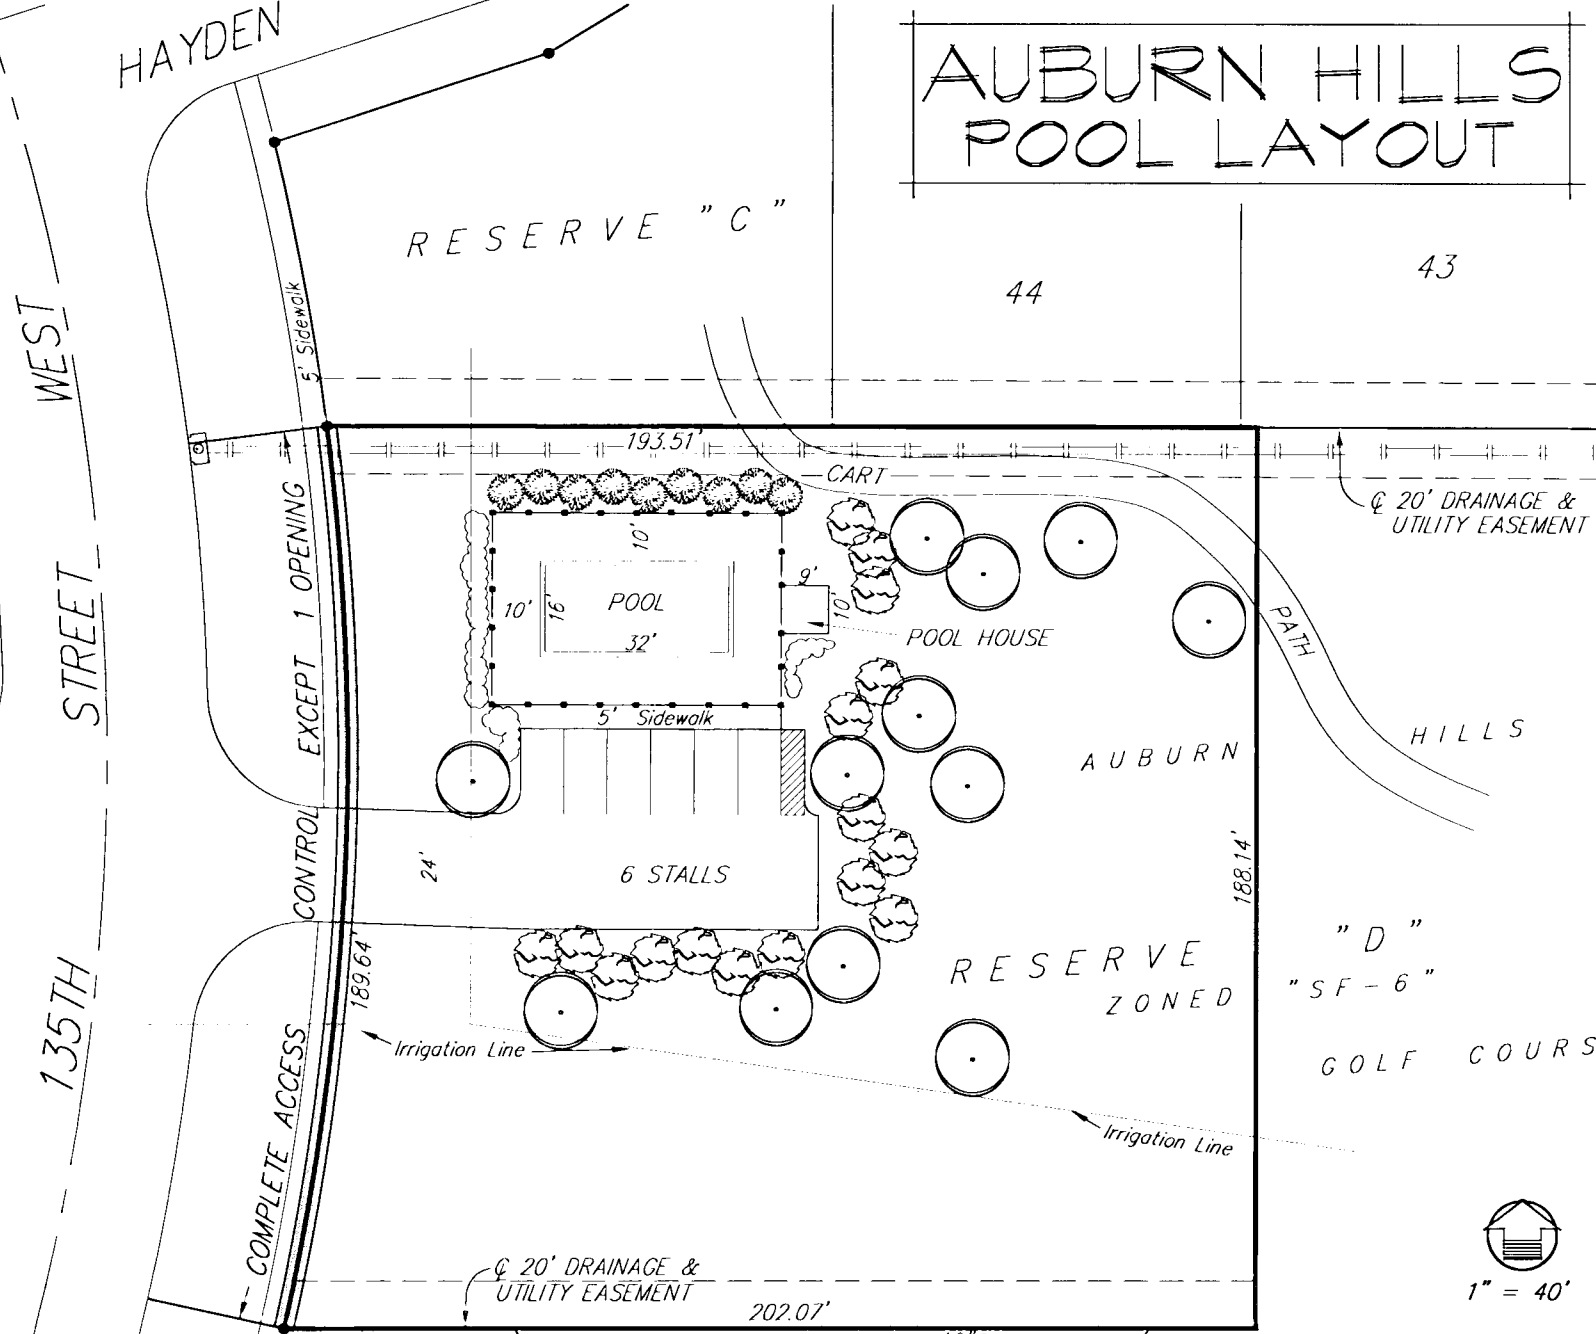 AUBURN HILLS
POOL LAYOUT
HAYDEN
RESERVE "C"
44
43
WEST
STREET
135TH
5' Sidewalk
193.51'
CART
PATH
℄ 20' DRAINAGE &
UTILITY EASEMENT
COMPLETE ACCESS CONTROL EXCEPT 1 OPENING
10'
10'
16'
POOL
32'
9'
10'
POOL HOUSE
5' Sidewalk
AUBURN HILLS
24'
6 STALLS
188.14'
189.64'
RESERVE "D"
ZONED "SF-6"
GOLF COURS
Irrigation Line
Irrigation Line
℄ 20' DRAINAGE &
UTILITY EASEMENT
202.07'
1" = 40'